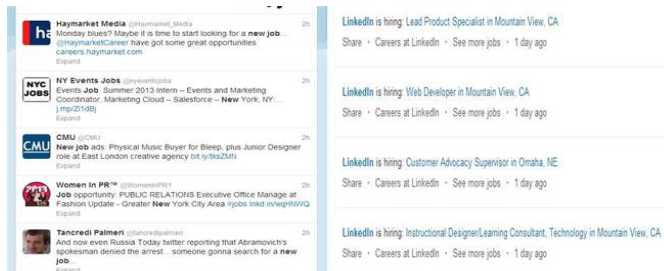 Haymarket Media @Haymarket_Media 2h
Monday blues? Maybe it is time to start looking for a new job...
@HaymarketCareer have got some great opportunities
careers.haymarket.com
Expand
NYC JOBS
NY Events Jobs @nyeventsjobs 2h
Events Job: Summer 2013 Intern – Events and Marketing
Coordinator, Marketing Cloud – Salesforce – New York, NY:...
j.mp/Zl1dBj
Expand
CMU
CMU @CMU 2h
New job ads: Physical Music Buyer for Bleep, plus Junior Designer
role at East London creative agency bit.ly/tksZMN
Expand
Women In PR™ @WomenInPR1 2h
Job opportunity: PUBLIC RELATIONS Executive Office Manage at
Fashion Update - Greater New York City Area #jobs lnkd.in/wqHNWQ
Expand
Tancredi Palmeri @tancredipalmeri 2h
And now even Russia Today twitter reporting that Abramovich's
spokesman denied the arrest... someone gonna search for a new
job...
Expand
LinkedIn is hiring: Lead Product Specialist in Mountain View, CA
Share · Careers at LinkedIn · See more jobs · 1 day ago
LinkedIn is hiring: Web Developer in Mountain View, CA
Share · Careers at LinkedIn · See more jobs · 1 day ago
LinkedIn is hiring: Customer Advocacy Supervisor in Omaha, NE
Share · Careers at LinkedIn · See more jobs · 1 day ago
LinkedIn is hiring: Instructional Designer/Learning Consultant, Technology in Mountain View, CA
Share · Careers at LinkedIn · See more jobs · 1 day ago